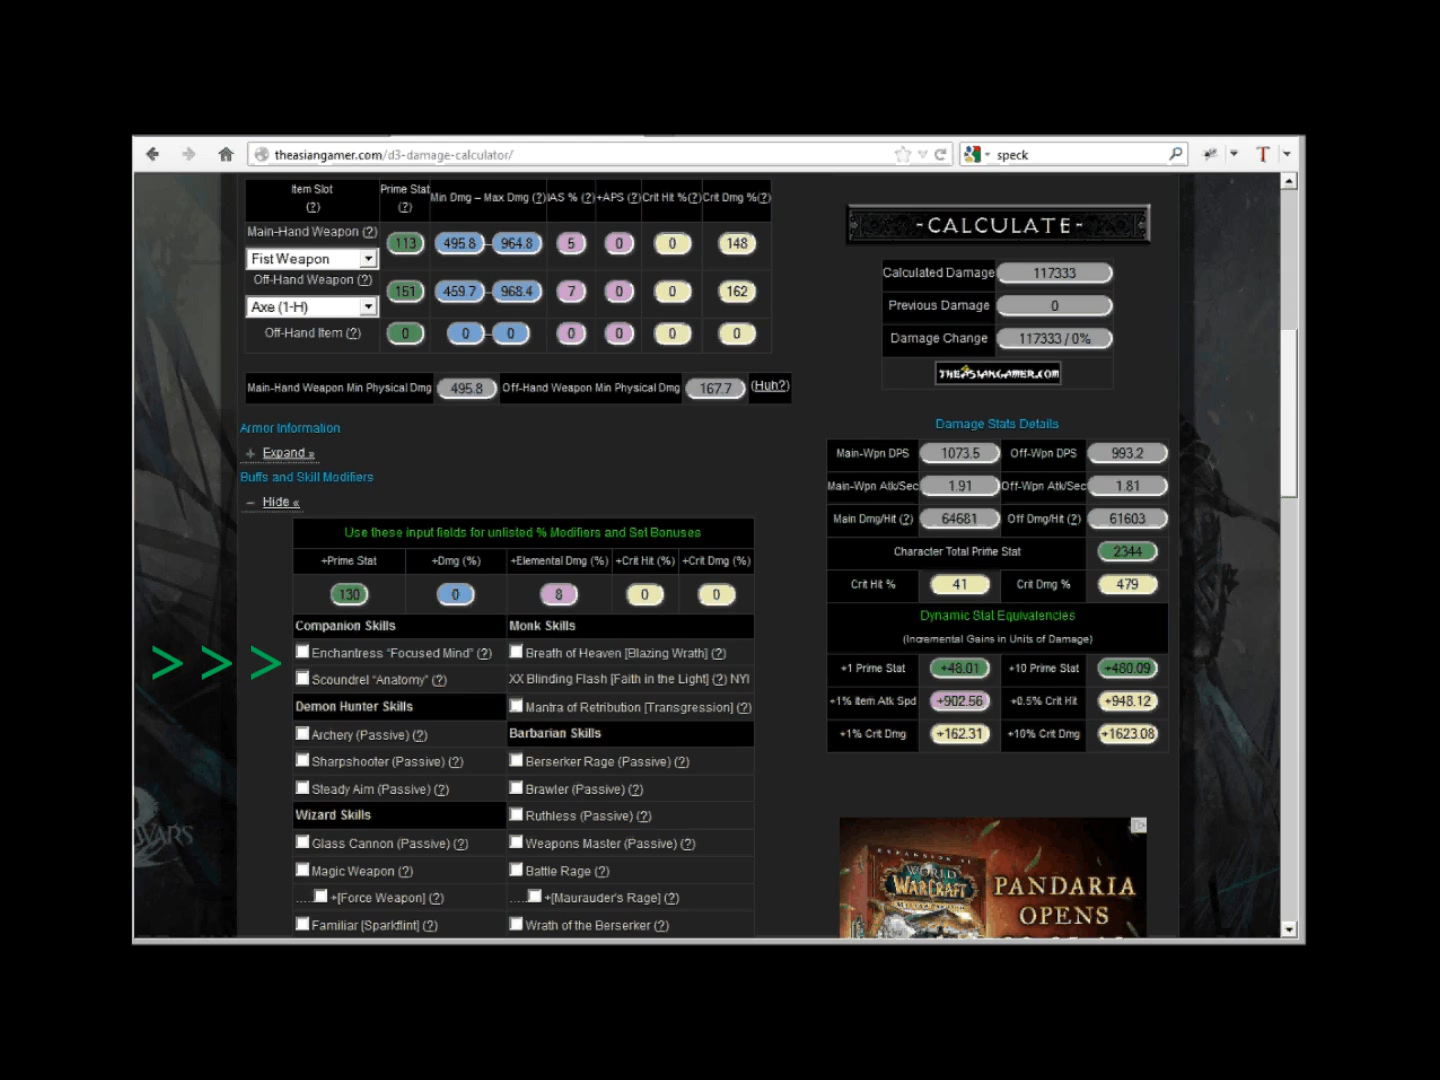 theasiangamer.com/d3-damage-calculator/
speck
Item Slot (?)
Prime Stat (?)
Min Dmg – Max Dmg (?)
IAS % (?)
+APS (?)
Crit Hit %(?)
Crit Dmg %(?)
Main-Hand Weapon (?)
Fist Weapon
113 495.8 – 964.8 5 0 0 148
Off-Hand Weapon (?)
Axe (1-H)
151 459.7 – 968.4 7 0 0 162
Off-Hand Item (?) 0 0 – 0 0 0 0 0
Main-Hand Weapon Min Physical Dmg 495.8 Off-Hand Weapon Min Physical Dmg 167.7 (Huh?)
Armor Information
+ Expand »
Buffs and Skill Modifiers
– Hide «
Use these input fields for unlisted % Modifiers and Set Bonuses
+Prime Stat +Dmg (%) +Elemental Dmg (%) +Crit Hit (%) +Crit Dmg (%)
130 0 8 0 0
Companion Skills
Monk Skills
>>>
Enchantress “Focused Mind” (?)
Breath of Heaven [Blazing Wrath] (?)
Scoundrel “Anatomy” (?)
XX Blinding Flash [Faith in the Light] (?) NYI
Demon Hunter Skills
Mantra of Retribution [Transgression] (?)
Archery (Passive) (?)
Barbarian Skills
Sharpshooter (Passive) (?)
Berserker Rage (Passive) (?)
Steady Aim (Passive) (?)
Brawler (Passive) (?)
Wizard Skills
Ruthless (Passive) (?)
Glass Cannon (Passive) (?)
Weapons Master (Passive) (?)
Magic Weapon (?)
Battle Rage (?)
.....+[Force Weapon] (?)
.....+[Maurauder's Rage] (?)
Familiar [Sparkflint] (?)
Wrath of the Berserker (?)
-CALCULATE-
Calculated Damage 117333
Previous Damage 0
Damage Change 117333 / 0%
THEASIANGAMER.COM
Damage Stats Details
Main-Wpn DPS 1073.5 Off-Wpn DPS 993.2
Main-Wpn Atk/Sec 1.91 Off-Wpn Atk/Sec 1.81
Main Dmg/Hit (?) 64681 Off Dmg/Hit (?) 61603
Character Total Prime Stat 2344
Crit Hit % 41 Crit Dmg % 479
Dynamic Stat Equivalencies
(Incremental Gains in Units of Damage)
+1 Prime Stat +48.01 +10 Prime Stat +480.09
+1% Item Atk Spd +902.56 +0.5% Crit Hit +948.12
+1% Crit Dmg +162.31 +10% Crit Dmg +1623.08
WORLD
WARCRAFT
PANDARIA
OPENS
WARS